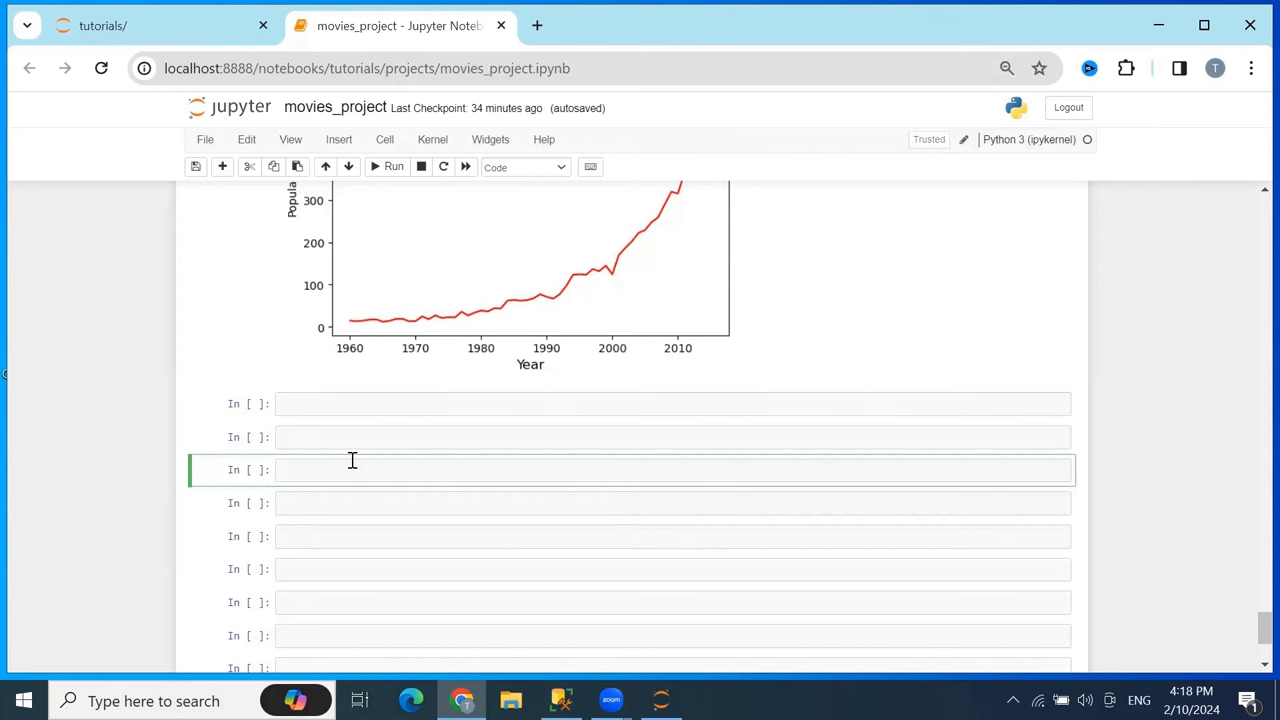 tutorials/
movies_project - Jupyter Noteb
localhost:8888/notebooks/tutorials/projects/movies_project.ipynb
T
jupyter movies_project Last Checkpoint: 34 minutes ago (autosaved)
Logout
File Edit View Insert Cell Kernel Widgets Help
Trusted
Python 3 (ipykernel)
Run
Code
Popula
300
200
100
0
1960 1970 1980 1990 2000 2010
Year
In [ ]:
In [ ]:
In [ ]:
In [ ]:
In [ ]:
In [ ]:
In [ ]:
In [ ]:
In [ ]:
Type here to search
T
zoom
ENG
4:18 PM
2/10/2024
1